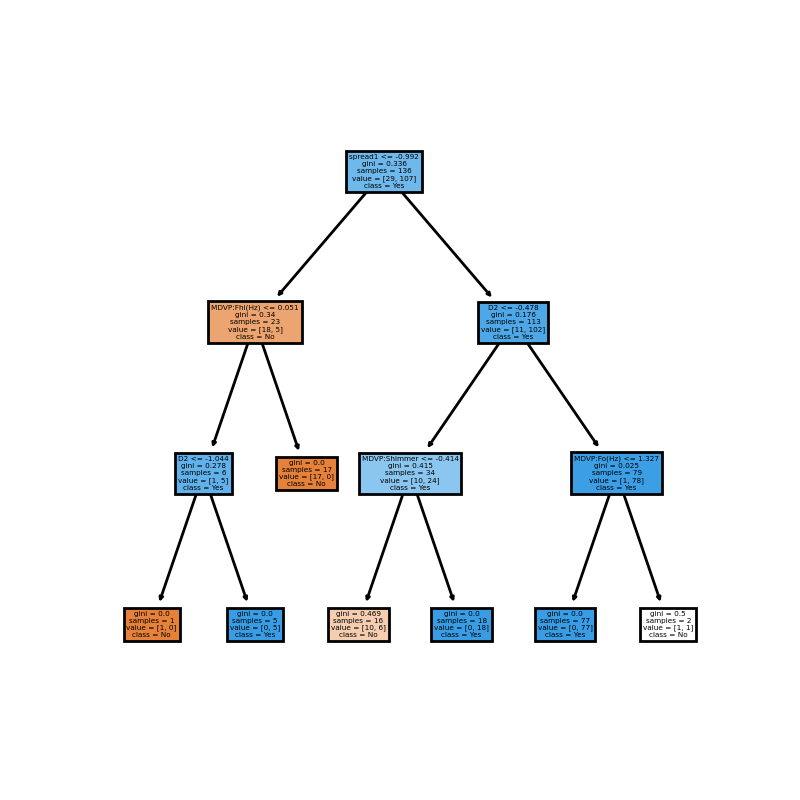 spread1 <= -0.992
gini = 0.336
samples = 136
value = [29, 107]
class = Yes
MDVP:Fhi(Hz) <= 0.051
gini = 0.34
samples = 23
value = [18, 5]
class = No
D2 <= -0.478
gini = 0.176
samples = 113
value = [11, 102]
class = Yes
D2 <= -1.044
gini = 0.278
samples = 6
value = [1, 5]
class = Yes
gini = 0.0
samples = 17
value = [17, 0]
class = No
MDVP:Shimmer <= -0.414
gini = 0.415
samples = 34
value = [10, 24]
class = Yes
MDVP:Fo(Hz) <= 1.327
gini = 0.025
samples = 79
value = [1, 78]
class = Yes
gini = 0.0
samples = 1
value = [1, 0]
class = No
gini = 0.0
samples = 5
value = [0, 5]
class = Yes
gini = 0.469
samples = 16
value = [10, 6]
class = No
gini = 0.0
samples = 18
value = [0, 18]
class = Yes
gini = 0.0
samples = 77
value = [0, 77]
class = Yes
gini = 0.5
samples = 2
value = [1, 1]
class = No